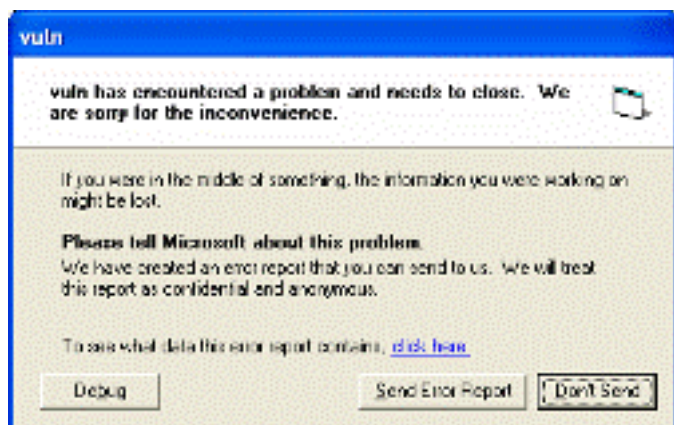 vuln
vuln has encountered a problem and needs to close. We
are sorry for the inconvenience.
If you were in the middle of something, the information you were working on
might be lost.
Please tell Microsoft about this problem.
We have created an error report that you can send to us. We will treat
this report as confidential and anonymous.
To see what data this error report contains, click here.
Debug
Send Error Report
Don't Send